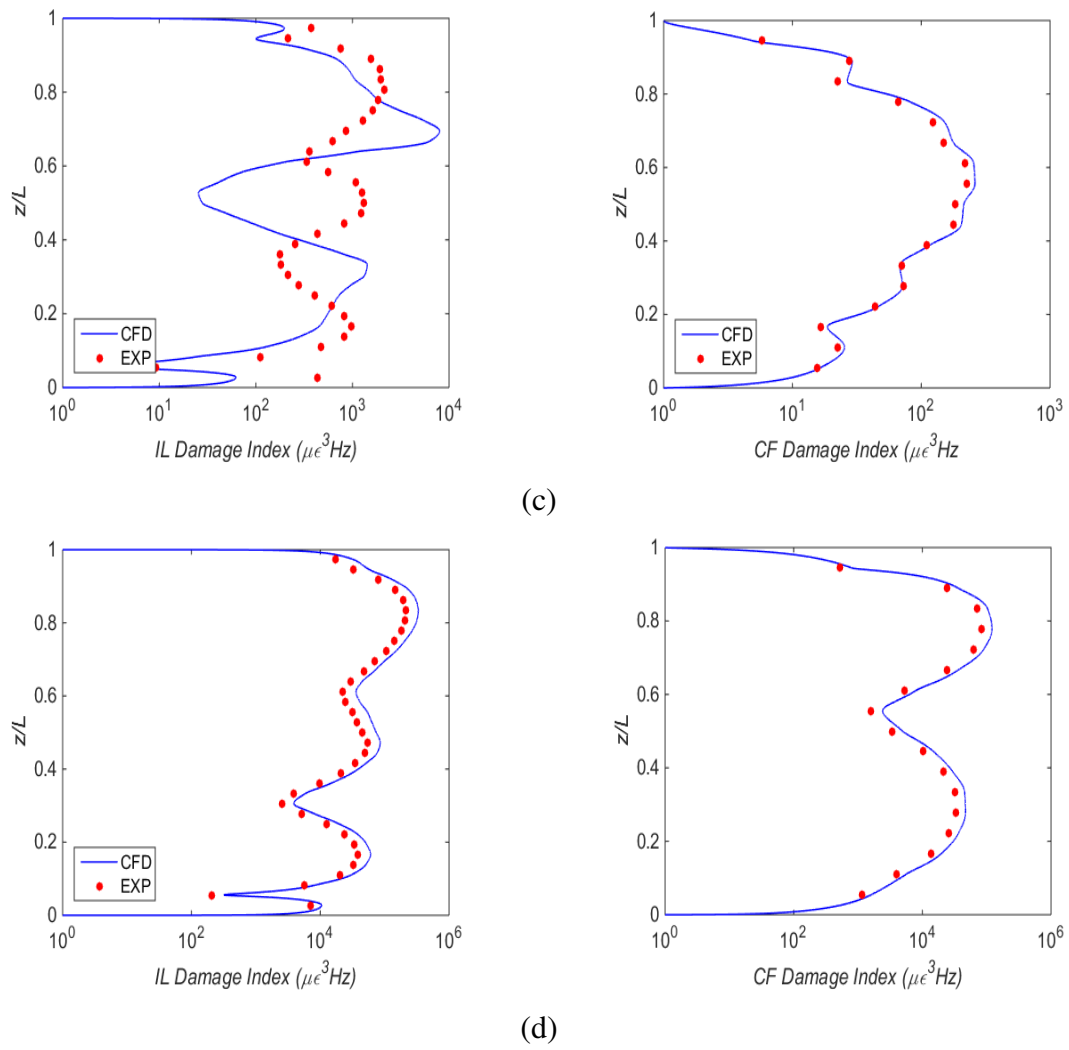 1
0.8
0.6
0.4
0.2
0
z/L
CFD
EXP
10^0 10^1 10^2 10^3 10^4
IL Damage Index (με^3Hz)
1
0.8
0.6
0.4
0.2
0
z/L
CFD
EXP
10^0 10^1 10^2 10^3
CF Damage Index (με^3Hz
(c)
1
0.8
0.6
0.4
0.2
0
z/L
CFD
EXP
10^0 10^2 10^4 10^6
IL Damage Index (με^3Hz)
1
0.8
0.6
0.4
0.2
0
z/L
CFD
EXP
10^0 10^2 10^4 10^6
CF Damage Index (με^3Hz)
(d)